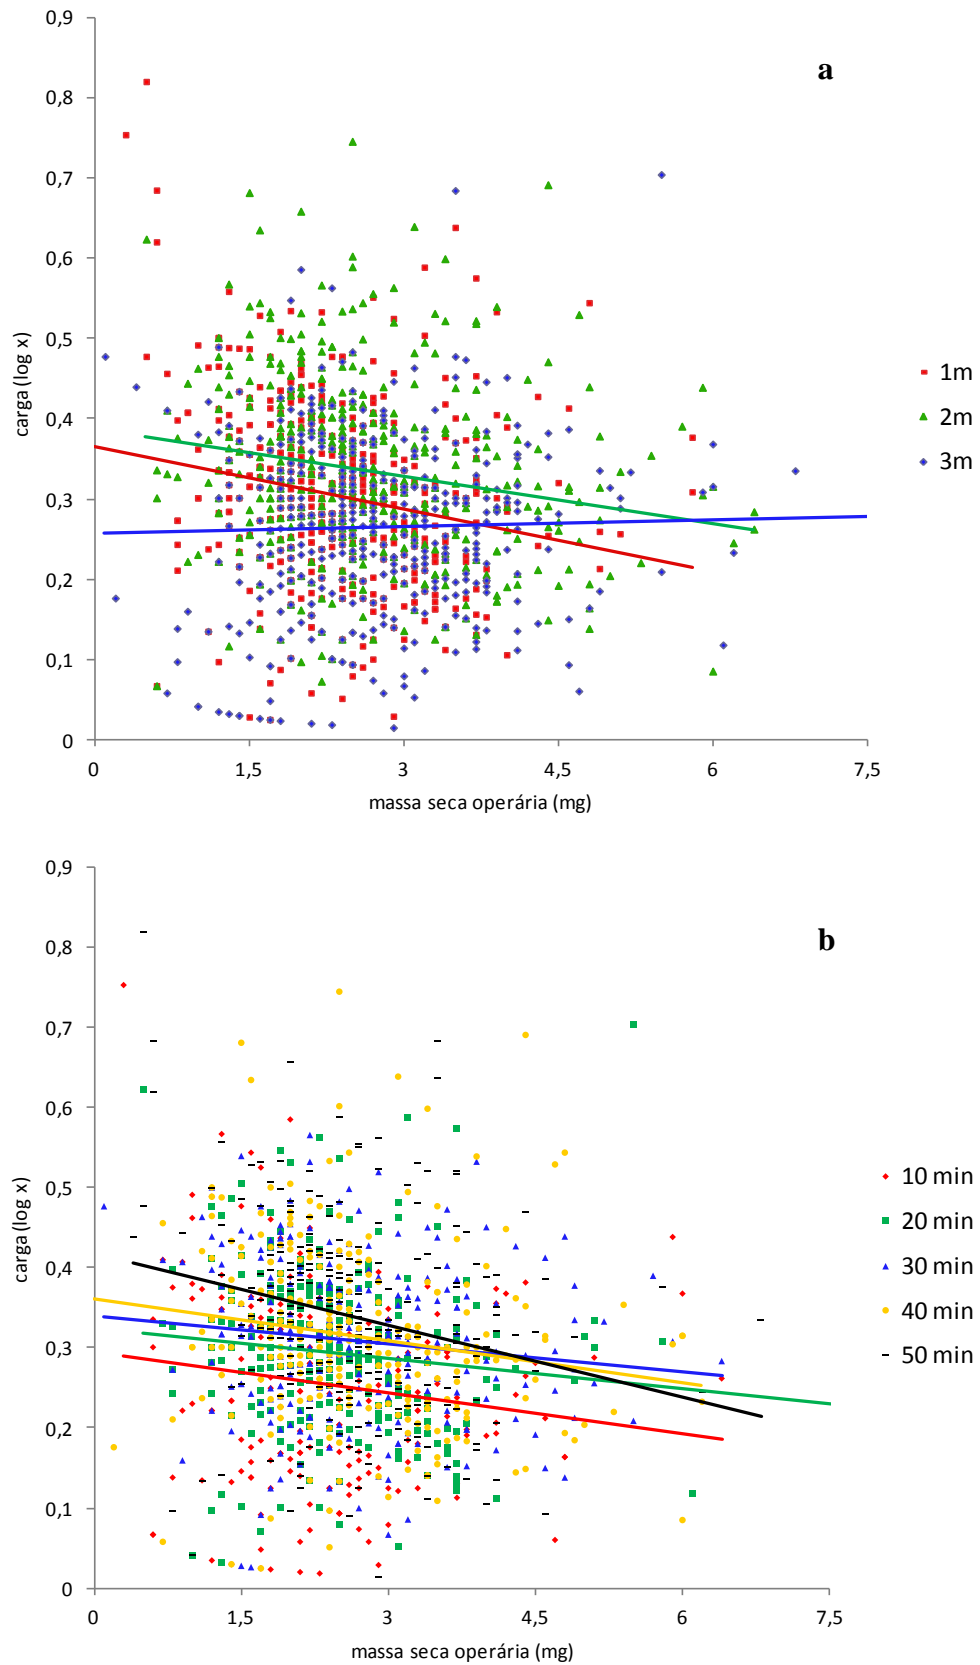 0,9
a
0,8
0,7
0,6
0,5
carga (log x)
1m
0,4
2m
3m
0,3
0,2
0,1
0
0 1,5 3 4,5 6 7,5
massa seca operária (mg)
0,9
b
0,8
0,7
0,6
0,5
10 min
20 min
carga (log x)
0,4
30 min
40 min
0,3
50 min
0,2
0,1
0
0 1,5 3 4,5 6 7,5
massa seca operária (mg)